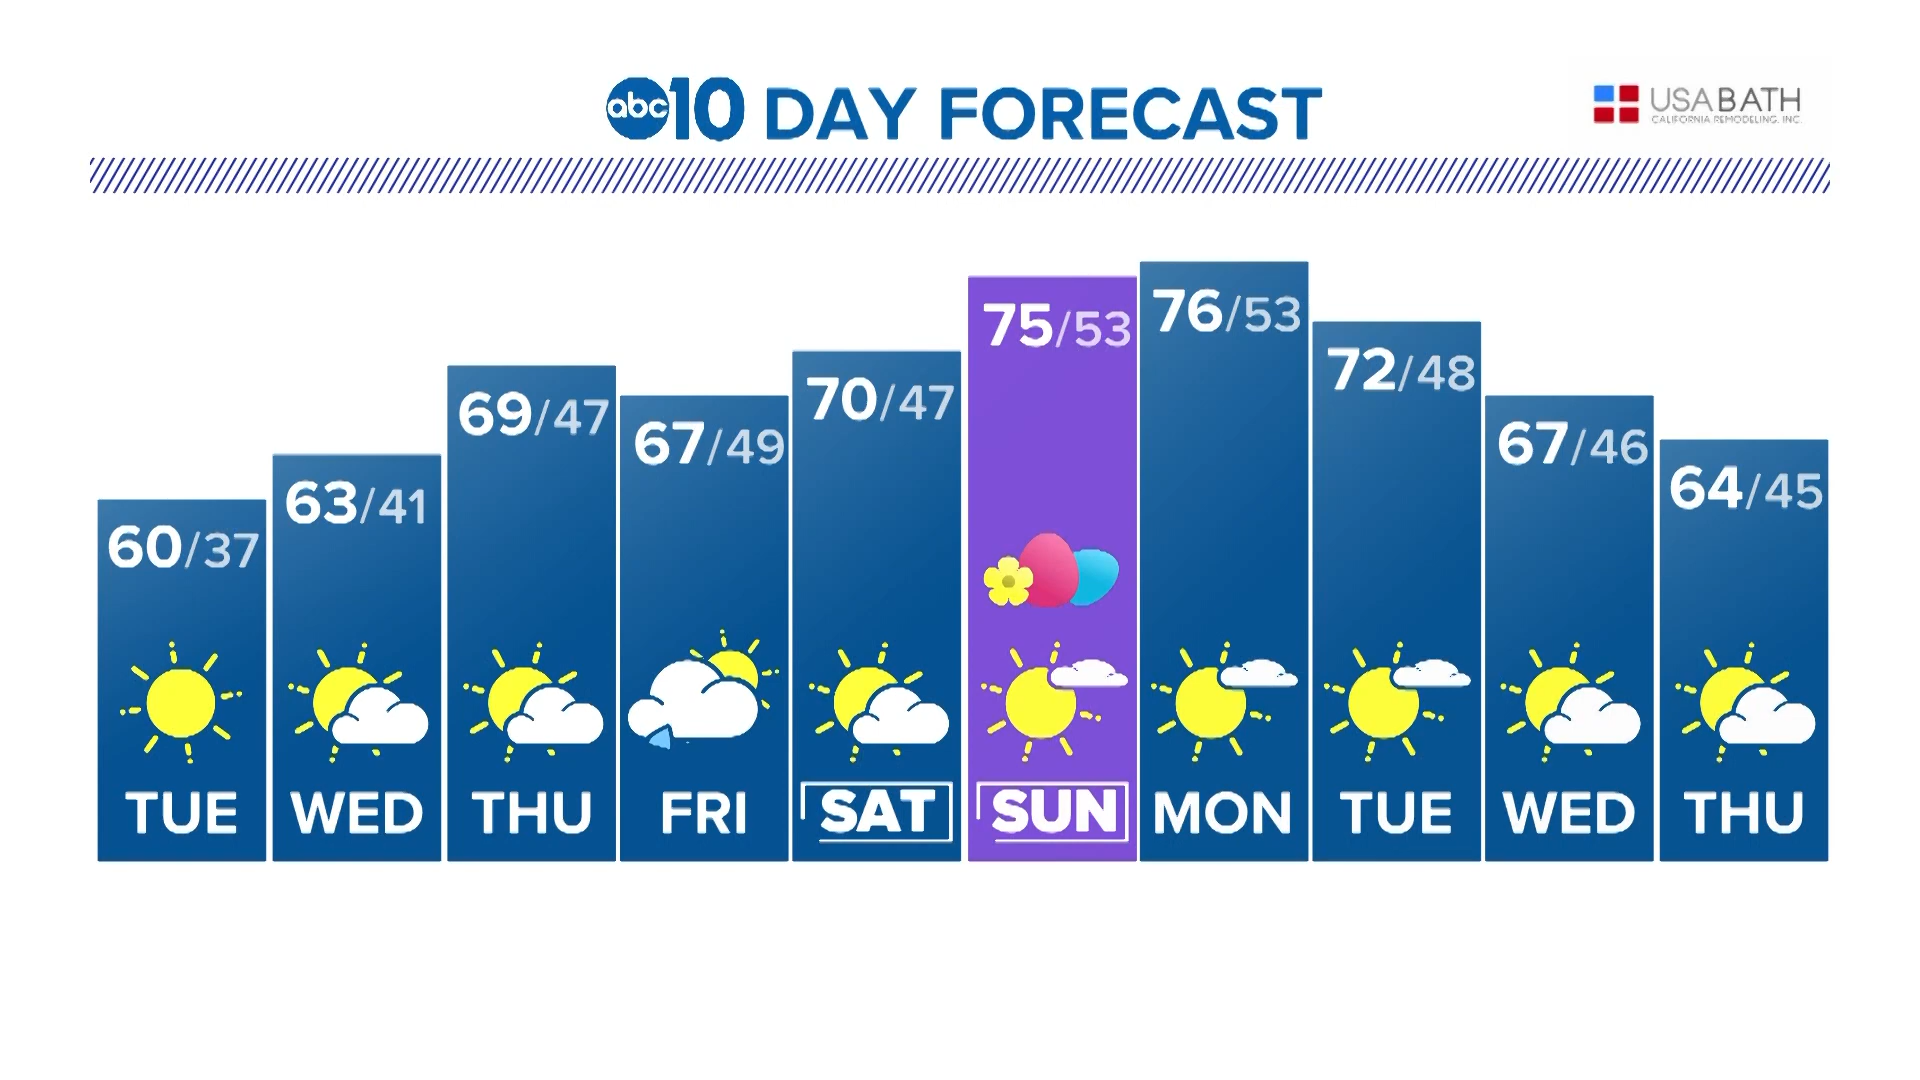 abc10 DAY FORECAST
USABATH
CALIFORNIA REMODELING, INC.
60/37
63/41
69/47
67/49
70/47
75/53
76/53
72/48
67/46
64/45
TUE
WED
THU
FRI
SAT
SUN
MON
TUE
WED
THU